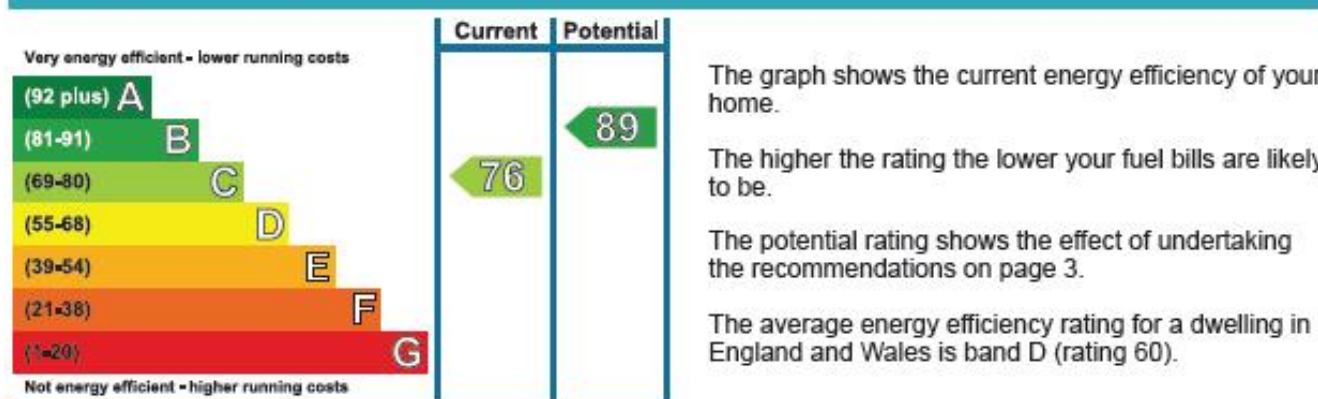 Current Potential
Very energy efficient - lower running costs
(92 plus) A
(81-91) B
(69-80) C
(55-68) D
(39-54) E
(21-38) F
(1-20) G
Not energy efficient - higher running costs
76
89
The graph shows the current energy efficiency of your
home.
The higher the rating the lower your fuel bills are likely
to be.
The potential rating shows the effect of undertaking
the recommendations on page 3.
The average energy efficiency rating for a dwelling in
England and Wales is band D (rating 60).